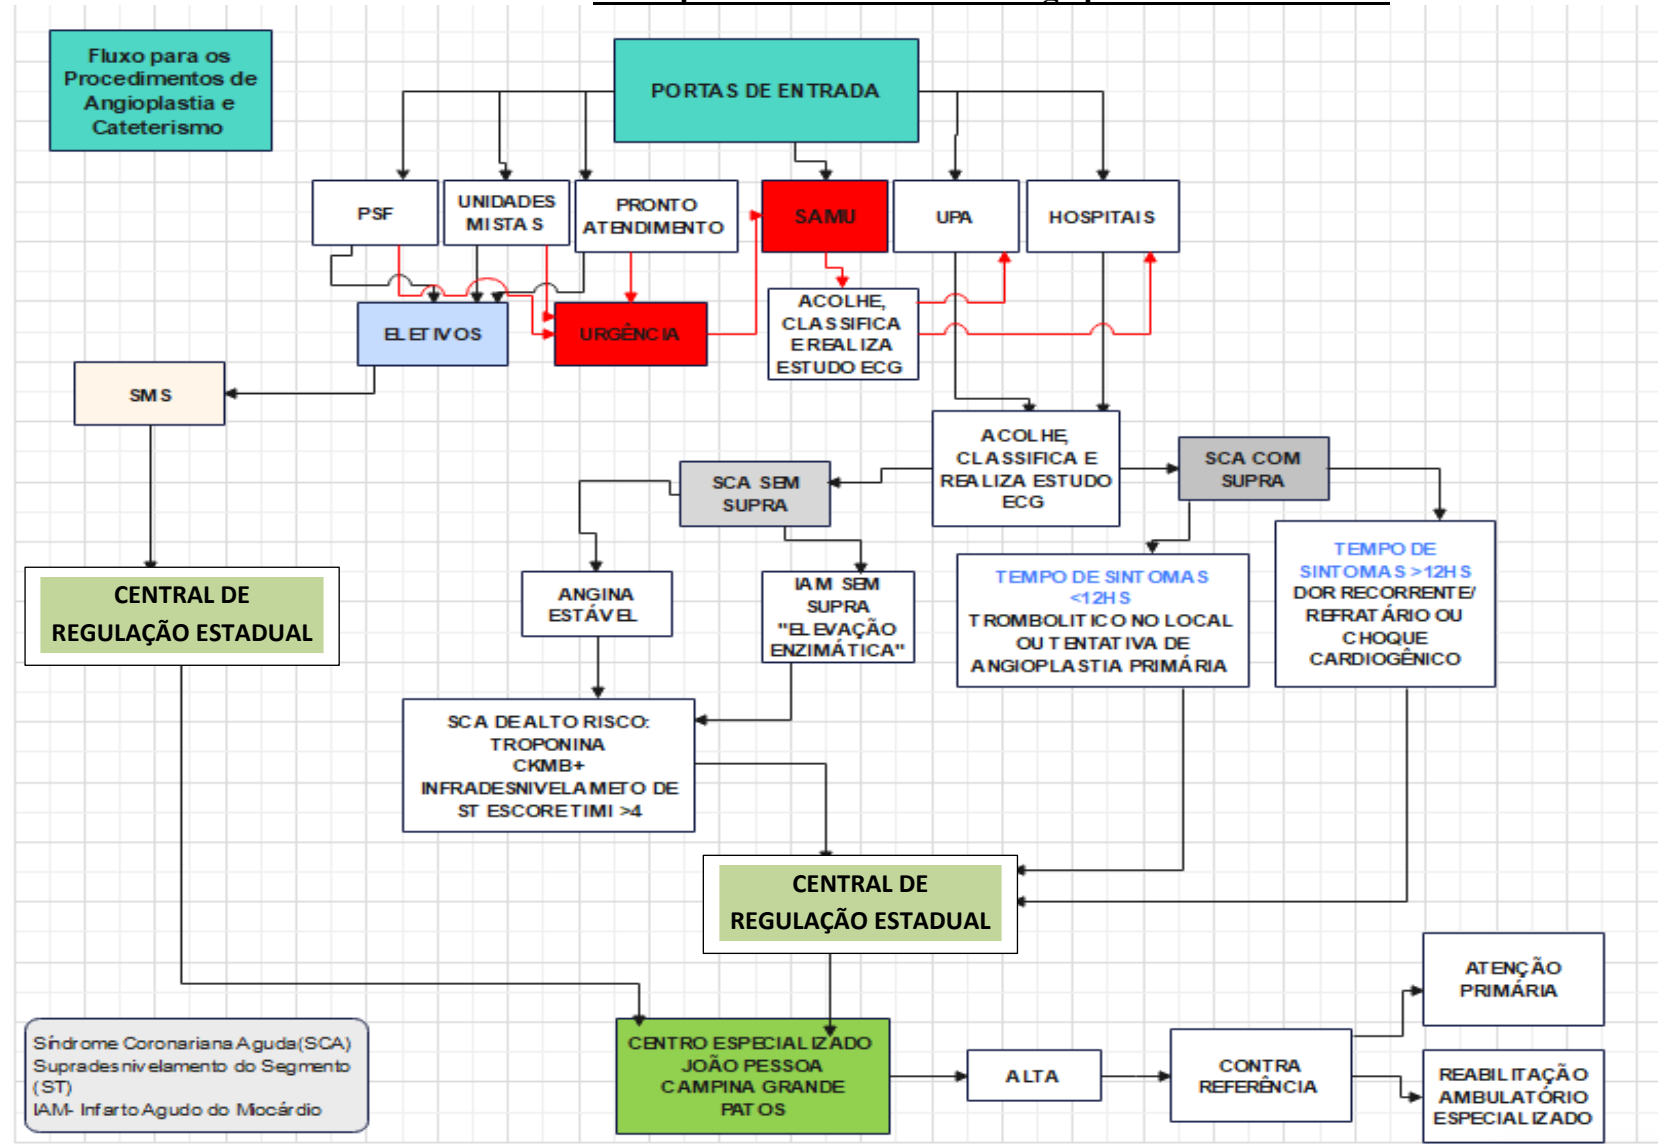 Fluxo para os
Procedimentos de
Angioplastia e
Cateterismo
PORTAS DE ENTRADA
PSF
UNIDADES
MISTAS
PRONTO
ATENDIMENTO
SAMU
UPA
HOSPITAIS
ELETIVOS
URGÊNCIA
ACOLHE,
CLASSIFICA
E REALIZA
ESTUDO ECG
SMS
ACOLHE,
CLASSIFICA E
REALIZA ESTUDO
ECG
SCA SEM
SUPRA
SCA COM
SUPRA
CENTRAL DE
REGULAÇÃO ESTADUAL
ANGINA
ESTÁVEL
IAM SEM
SUPRA
"ELEVAÇÃO
ENZIMÁTICA"
TEMPO DE SINTOMAS
<12HS
TROMBOLITICO NO LOCAL
OU TENTATIVA DE
ANGIOPLASTIA PRIMÁRIA
TEMPO DE
SINTOMAS >12HS
DOR RECORRENTE/
REFRATÁRIO OU
CHOQUE
CARDIOGÊNICO
SCA DE ALTO RISCO:
TROPONINA
CKMB+
INFRADESNIVELAMETO DE
ST ESCORE TIMI >4
CENTRAL DE
REGULAÇÃO ESTADUAL
CENTRO ESPECIALIZADO
JOÃO PESSOA
CAMPINA GRANDE
PATOS
ALTA
CONTRA
REFERÊNCIA
ATENÇÃO
PRIMÁRIA
REABILITAÇÃO
AMBULATÓRIO
ESPECIALIZADO
Síndrome Coronariana Aguda(SCA)
Supradesnivelamento do Segmento
(ST)
IAM- Infarto Agudo do Miocárdio